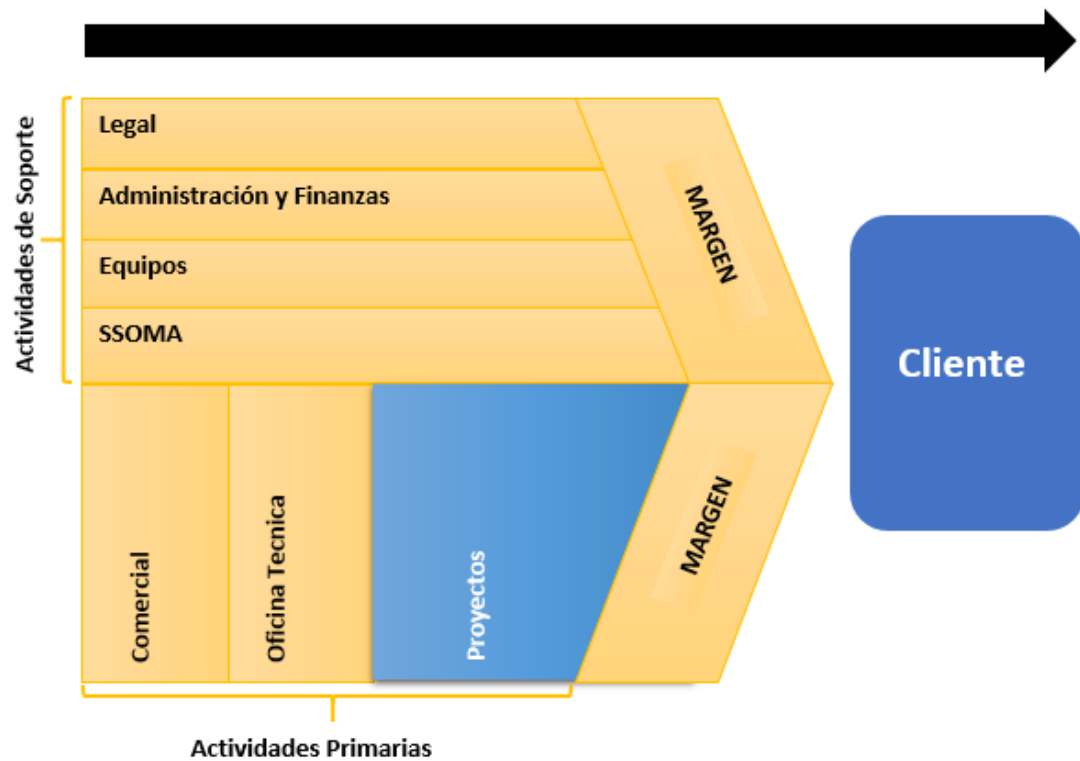 Actividades de Soporte
Legal
Administración y Finanzas
Equipos
SSOMA
MARGEN
Cliente
Comercial
Oficina Tecnica
Proyectos
MARGEN
Actividades Primarias